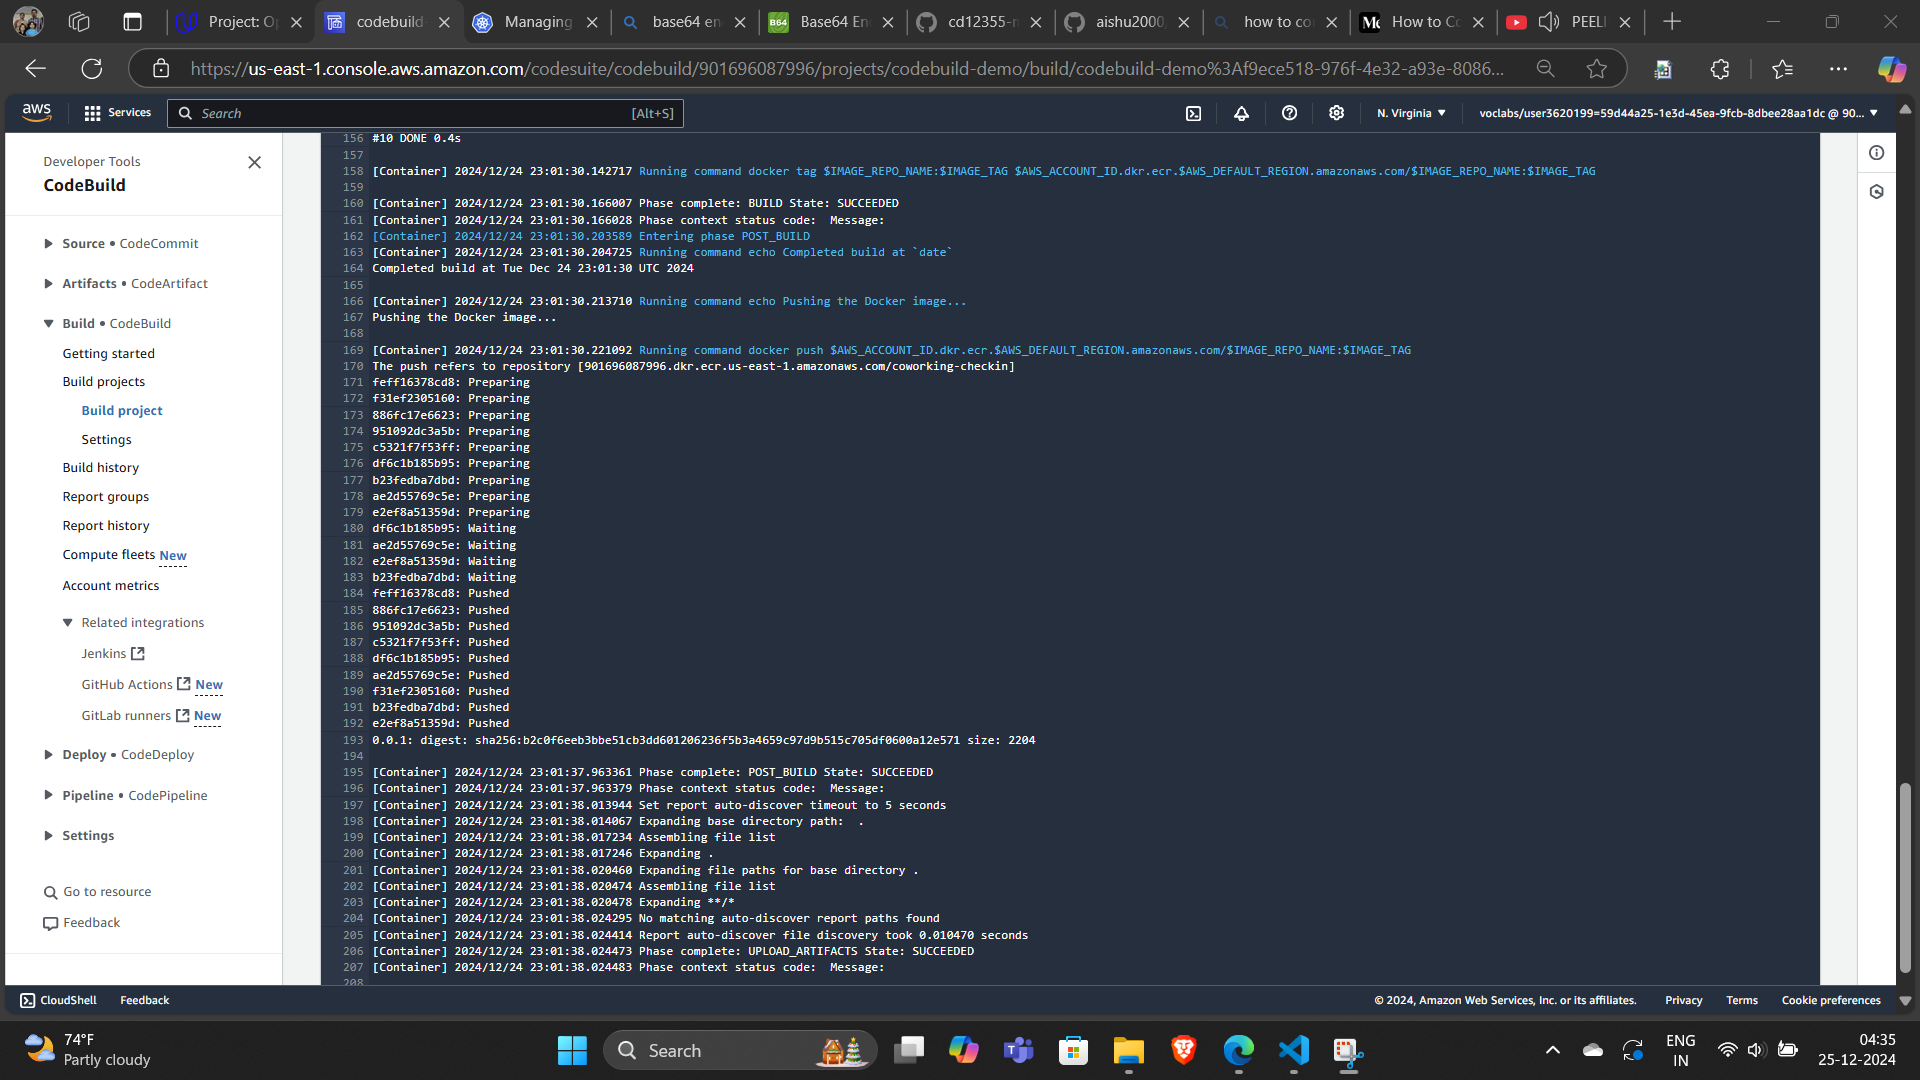 Project: Op
codebuild-
Managing
base64 en
Base64 En
cd12355-m
aishu2000
how to co
How to Co
PEELI
https://us-east-1.console.aws.amazon.com/codesuite/codebuild/901696087996/projects/codebuild-demo/build/codebuild-demo%3Af9ece518-976f-4e32-a93e-8086...
aws
Services
Search
[Alt+S]
N. Virginia
voclabs/user3620199=59d44a25-1e3d-45ea-9fcb-8dbee28aa1dc @ 90...
Developer Tools
CodeBuild
Source • CodeCommit
Artifacts • CodeArtifact
Build • CodeBuild
Getting started
Build projects
Build project
Settings
Build history
Report groups
Report history
Compute fleets New
Account metrics
Related integrations
Jenkins
GitHub Actions New
GitLab runners New
Deploy • CodeDeploy
Pipeline • CodePipeline
Settings
Go to resource
Feedback
156 #10 DONE 0.4s
157
158 [Container] 2024/12/24 23:01:30.142717 Running command docker tag $IMAGE_REPO_NAME:$IMAGE_TAG $AWS_ACCOUNT_ID.dkr.ecr.$AWS_DEFAULT_REGION.amazonaws.com/$IMAGE_REPO_NAME:$IMAGE_TAG
159
160 [Container] 2024/12/24 23:01:30.166007 Phase complete: BUILD State: SUCCEEDED
161 [Container] 2024/12/24 23:01:30.166028 Phase context status code:  Message:
162 [Container] 2024/12/24 23:01:30.203589 Entering phase POST_BUILD
163 [Container] 2024/12/24 23:01:30.204725 Running command echo Completed build at `date`
164 Completed build at Tue Dec 24 23:01:30 UTC 2024
165
166 [Container] 2024/12/24 23:01:30.213710 Running command echo Pushing the Docker image...
167 Pushing the Docker image...
168
169 [Container] 2024/12/24 23:01:30.221092 Running command docker push $AWS_ACCOUNT_ID.dkr.ecr.$AWS_DEFAULT_REGION.amazonaws.com/$IMAGE_REPO_NAME:$IMAGE_TAG
170 The push refers to repository [901696087996.dkr.ecr.us-east-1.amazonaws.com/coworking-checkin]
171 feff16378cd8: Preparing
172 f31ef2305160: Preparing
173 886fc17e6623: Preparing
174 951092dc3a5b: Preparing
175 c5321f7f53ff: Preparing
176 df6c1b185b95: Preparing
177 b23fedba7dbd: Preparing
178 ae2d55769c5e: Preparing
179 e2ef8a51359d: Preparing
180 df6c1b185b95: Waiting
181 ae2d55769c5e: Waiting
182 e2ef8a51359d: Waiting
183 b23fedba7dbd: Waiting
184 feff16378cd8: Pushed
185 886fc17e6623: Pushed
186 951092dc3a5b: Pushed
187 c5321f7f53ff: Pushed
188 df6c1b185b95: Pushed
189 ae2d55769c5e: Pushed
190 f31ef2305160: Pushed
191 b23fedba7dbd: Pushed
192 e2ef8a51359d: Pushed
193 0.0.1: digest: sha256:b2c0f6eeb3bbe51cb3dd601206236f5b3a4659c97d9b515c705df0600a12e571 size: 2204
194
195 [Container] 2024/12/24 23:01:37.963361 Phase complete: POST_BUILD State: SUCCEEDED
196 [Container] 2024/12/24 23:01:37.963379 Phase context status code:  Message:
197 [Container] 2024/12/24 23:01:38.013944 Set report auto-discover timeout to 5 seconds
198 [Container] 2024/12/24 23:01:38.014067 Expanding base directory path:  .
199 [Container] 2024/12/24 23:01:38.017234 Assembling file list
200 [Container] 2024/12/24 23:01:38.017246 Expanding .
201 [Container] 2024/12/24 23:01:38.020460 Expanding file paths for base directory .
202 [Container] 2024/12/24 23:01:38.020474 Assembling file list
203 [Container] 2024/12/24 23:01:38.020478 Expanding **/*
204 [Container] 2024/12/24 23:01:38.024295 No matching auto-discover report paths found
205 [Container] 2024/12/24 23:01:38.024414 Report auto-discover file discovery took 0.010470 seconds
206 [Container] 2024/12/24 23:01:38.024473 Phase complete: UPLOAD_ARTIFACTS State: SUCCEEDED
207 [Container] 2024/12/24 23:01:38.024483 Phase context status code:  Message:
208
CloudShell
Feedback
© 2024, Amazon Web Services, Inc. or its affiliates.
Privacy
Terms
Cookie preferences
74°F
Partly cloudy
Search
ENG
IN
04:35
25-12-2024